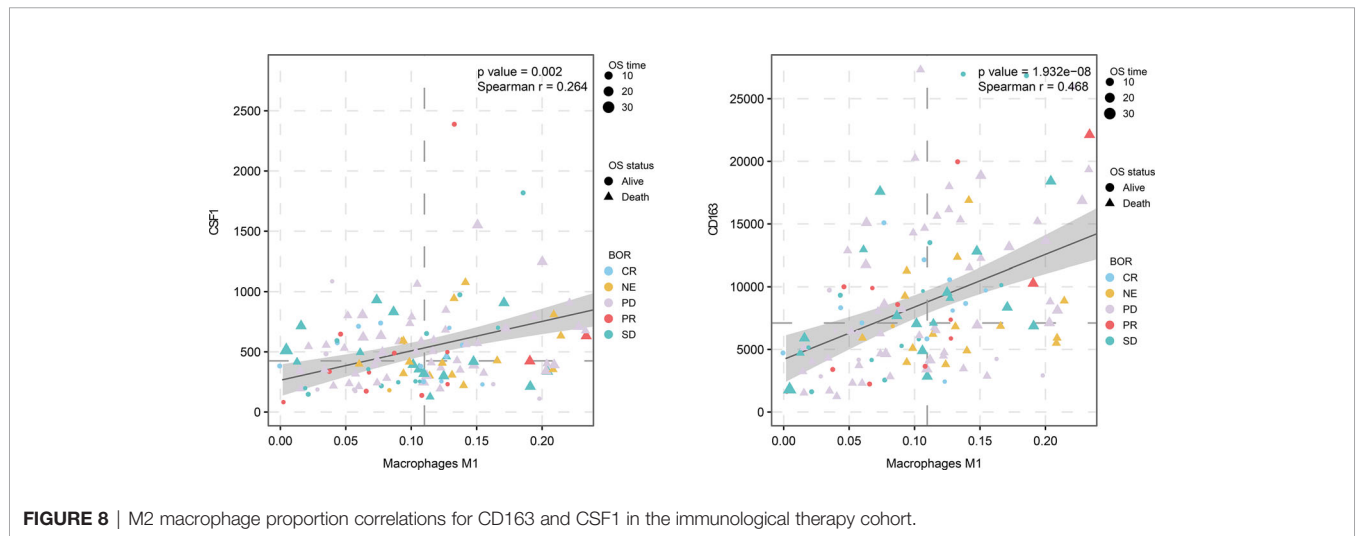 p value = 0.002
Spearman r = 0.264
2500
2000
1500
1000
500
0
CSF1
0.00 0.05 0.10 0.15 0.20
Macrophages M1
OS time
10
20
30
OS status
Alive
Death
BOR
CR
NE
PD
PR
SD
p value = 1.932e−08
Spearman r = 0.468
25000
20000
15000
10000
5000
0
CD163
0.00 0.05 0.10 0.15 0.20
Macrophages M1
OS time
10
20
30
OS status
Alive
Death
BOR
CR
NE
PD
PR
SD
FIGURE 8 | M2 macrophage proportion correlations for CD163 and CSF1 in the immunological therapy cohort.